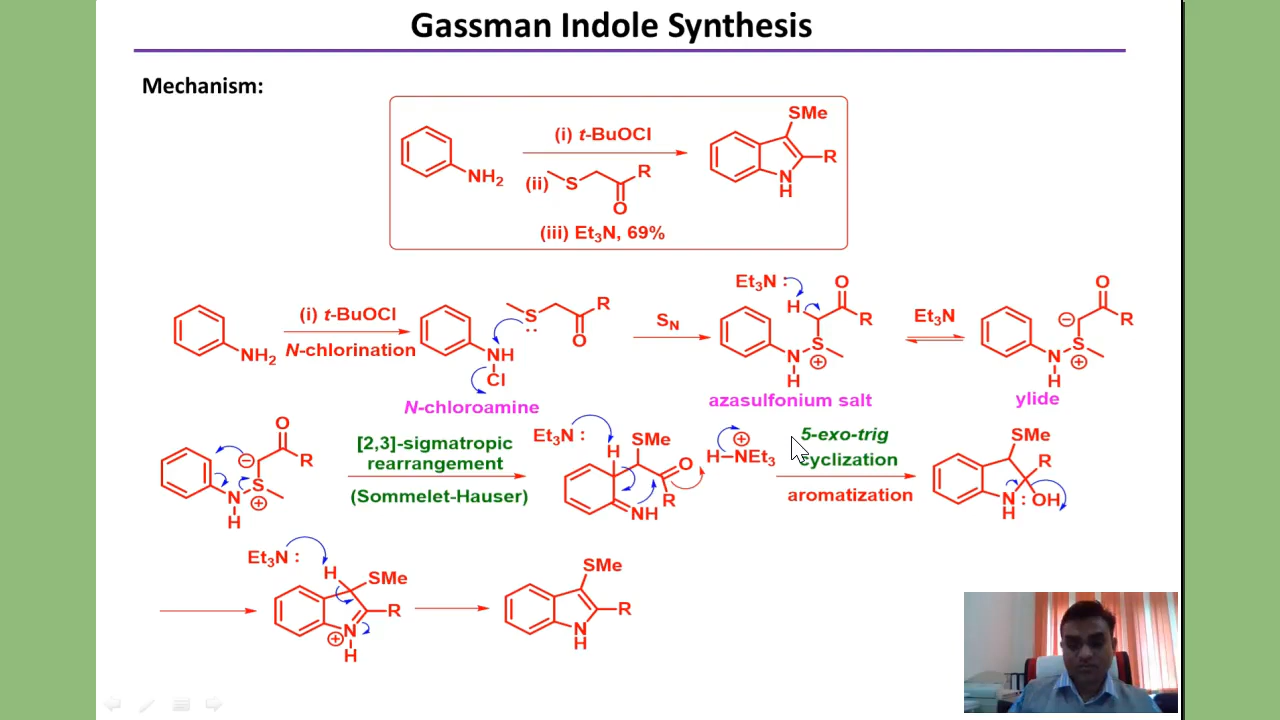 Gassman Indole Synthesis
Mechanism:
(i) t-BuOCl
NH2
(ii)
S
R
O
(iii) Et3N, 69%
SMe
R
N
H
NH2
(i) t-BuOCl
N-chlorination
NH
Cl
S
R
O
N-chloroamine
SN
Et3N :
H
O
R
S
N
H
azasulfonium salt
Et3N
O
R
S
N
H
ylide
O
R
S
N
H
[2,3]-sigmatropic
rearrangement
(Sommelet-Hauser)
Et3N :
H
SMe
O
R
NH
H–NEt3
5-exo-trig
cyclization
aromatization
SMe
R
N : OH
H
Et3N :
H
SMe
R
N
H
SMe
R
N
H